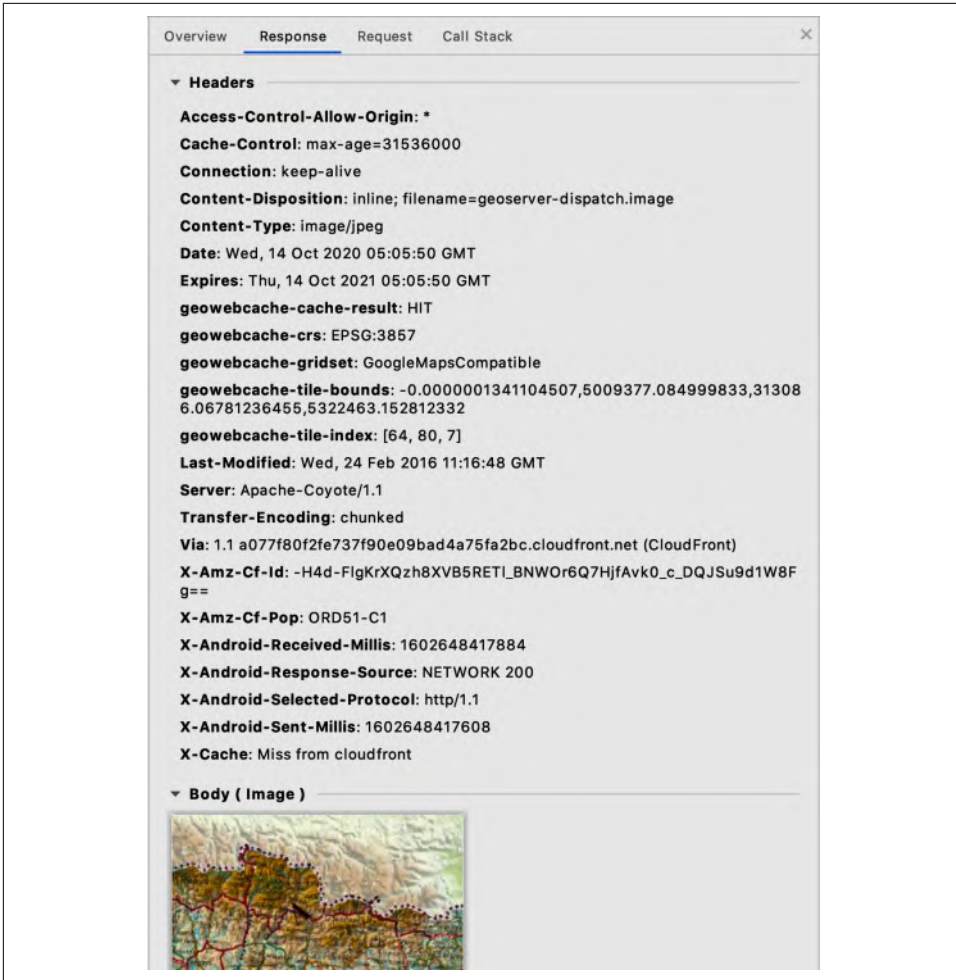 Overview Response Request Call Stack ×
Headers
Access-Control-Allow-Origin: *
Cache-Control: max-age=31536000
Connection: keep-alive
Content-Disposition: inline; filename=geoserver-dispatch.image
Content-Type: image/jpeg
Date: Wed, 14 Oct 2020 05:05:50 GMT
Expires: Thu, 14 Oct 2021 05:05:50 GMT
geowebcache-cache-result: HIT
geowebcache-crs: EPSG:3857
geowebcache-gridset: GoogleMapsCompatible
geowebcache-tile-bounds: -0.0000001341104507,5009377.084999833,31308
6.06781236455,5322463.152812332
geowebcache-tile-index: [64, 80, 7]
Last-Modified: Wed, 24 Feb 2016 11:16:48 GMT
Server: Apache-Coyote/1.1
Transfer-Encoding: chunked
Via: 1.1 a077f80f2fe737f90e09bad4a75fa2bc.cloudfront.net (CloudFront)
X-Amz-Cf-Id: -H4d-FlgKrXQzh8XVB5RETl_BNWOr6Q7HjfAvk0_c_DQJSu9d1W8F
g==
X-Amz-Cf-Pop: ORD51-C1
X-Android-Received-Millis: 1602648417884
X-Android-Response-Source: NETWORK 200
X-Android-Selected-Protocol: http/1.1
X-Android-Sent-Millis: 1602648417608
X-Cache: Miss from cloudfront
Body ( Image )